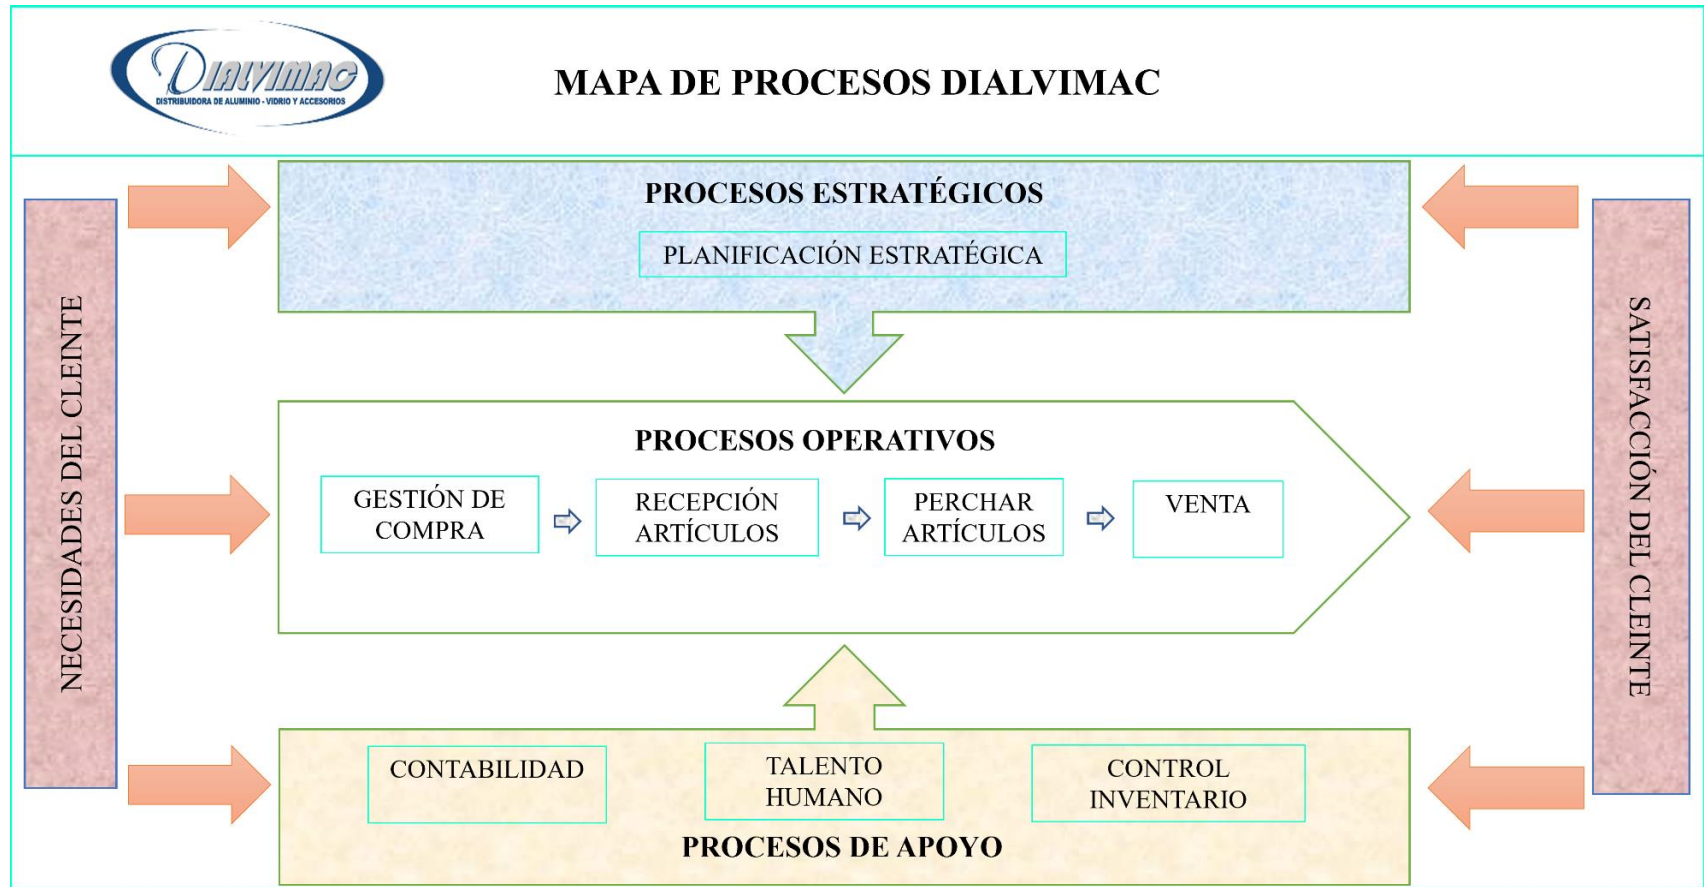 DIALVIMAC
DISTRIBUIDORA DE ALUMINIO - VIDRIO Y ACCESORIOS
MAPA DE PROCESOS DIALVIMAC
NECESIDADES DEL CLEINTE
PROCESOS ESTRATÉGICOS
PLANIFICACIÓN ESTRATÉGICA
PROCESOS OPERATIVOS
GESTIÓN DE
COMPRA
RECEPCIÓN
ARTÍCULOS
PERCHAR
ARTÍCULOS
VENTA
CONTABILIDAD
TALENTO
HUMANO
CONTROL
INVENTARIO
PROCESOS DE APOYO
SATISFACCIÓN DEL CLEINTE